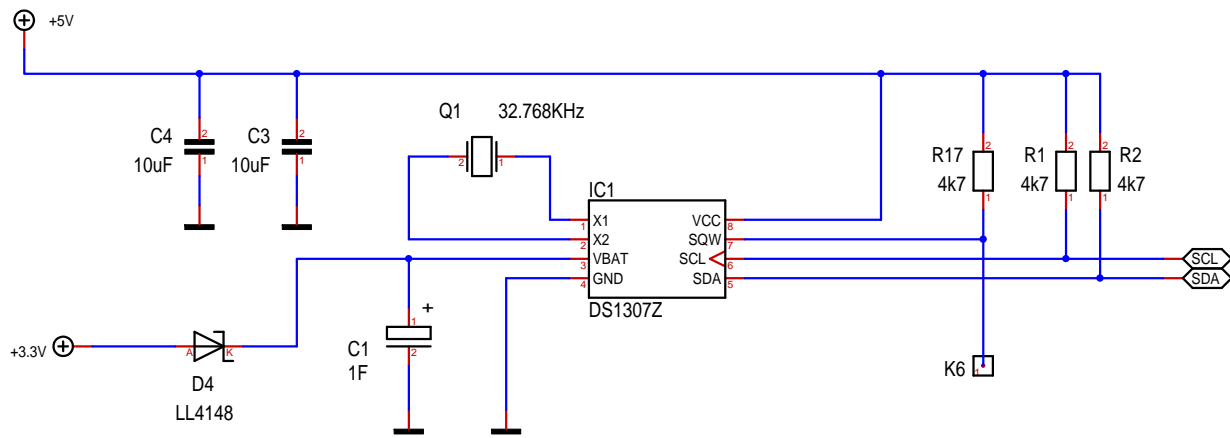 +5V
Q1 32.768KHz
C4
10uF
2
1
C3
10uF
2
1
2
1
R17
4k7
2
1
R1
4k7
2
1
R2
4k7
2
1
IC1
X1
X2
VBAT
GND
1
2
3
4
VCC
SQW
SCL
SDA
8
7
6
5
DS1307Z
SCL
SDA
+3.3V
A
K
D4
LL4148
+
1
2
C1
1F
K6
1